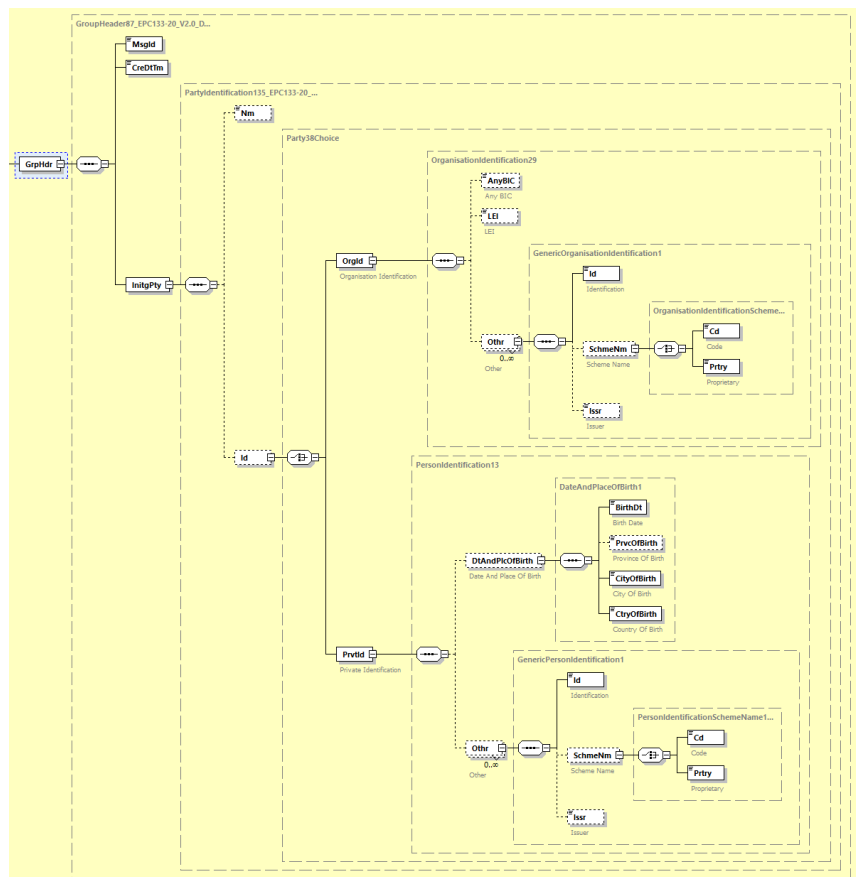 GroupHeader87_EPC133-20_V2.0_D...
MsgId
CreDtTm
PartyIdentification135_EPC133-20_...
Nm
Party38Choice
OrganisationIdentification29
AnyBIC
Any BIC
LEI
LEI
GrpHdr
GenericOrganisationIdentification1
OrgId
Organisation Identification
Id
Identification
InitgPty
OrganisationIdentificationScheme...
Cd
Code
Othr
0..∞
Other
SchmeNm
Scheme Name
Prtry
Proprietary
Issr
Issuer
Id
PersonIdentification13
DateAndPlaceOfBirth1
BirthDt
Birth Date
PrvcOfBirth
Province Of Birth
DtAndPlcOfBirth
Date And Place Of Birth
CityOfBirth
City Of Birth
CtryOfBirth
Country Of Birth
PrvtId
Private Identification
GenericPersonIdentification1
Id
Identification
PersonIdentificationSchemeName1...
Cd
Code
Othr
0..∞
Other
SchmeNm
Scheme Name
Prtry
Proprietary
Issr
Issuer